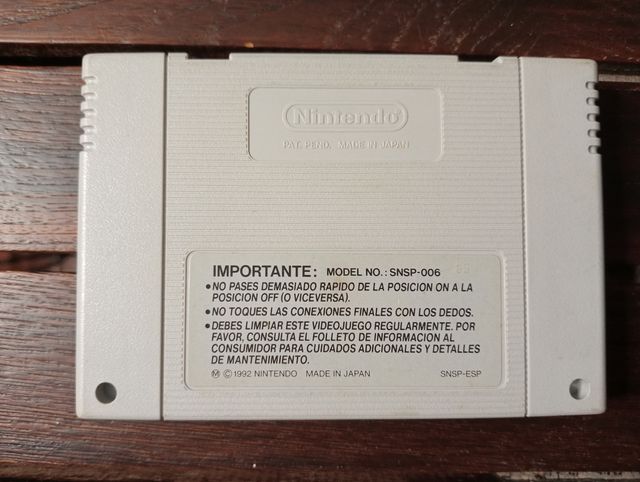 Nintendo
PAT. PEND. MADE IN JAPAN
IMPORTANTE: MODEL NO.: SNSP-006
●NO PASES DEMASIADO RAPIDO DE LA POSICION ON A LA
POSICION OFF (O VICEVERSA).
●NO TOQUES LAS CONEXIONES FINALES CON LOS DEDOS.
●DEBES LIMPIAR ESTE VIDEOJUEGO REGULARMENTE. POR
FAVOR, CONSULTA EL FOLLETO DE INFORMACION AL
CONSUMIDOR PARA CUIDADOS ADICIONALES Y DETALLES
DE MANTENIMIENTO.
Ⓜ ©1992 NINTENDO MADE IN JAPAN SNSP-ESP